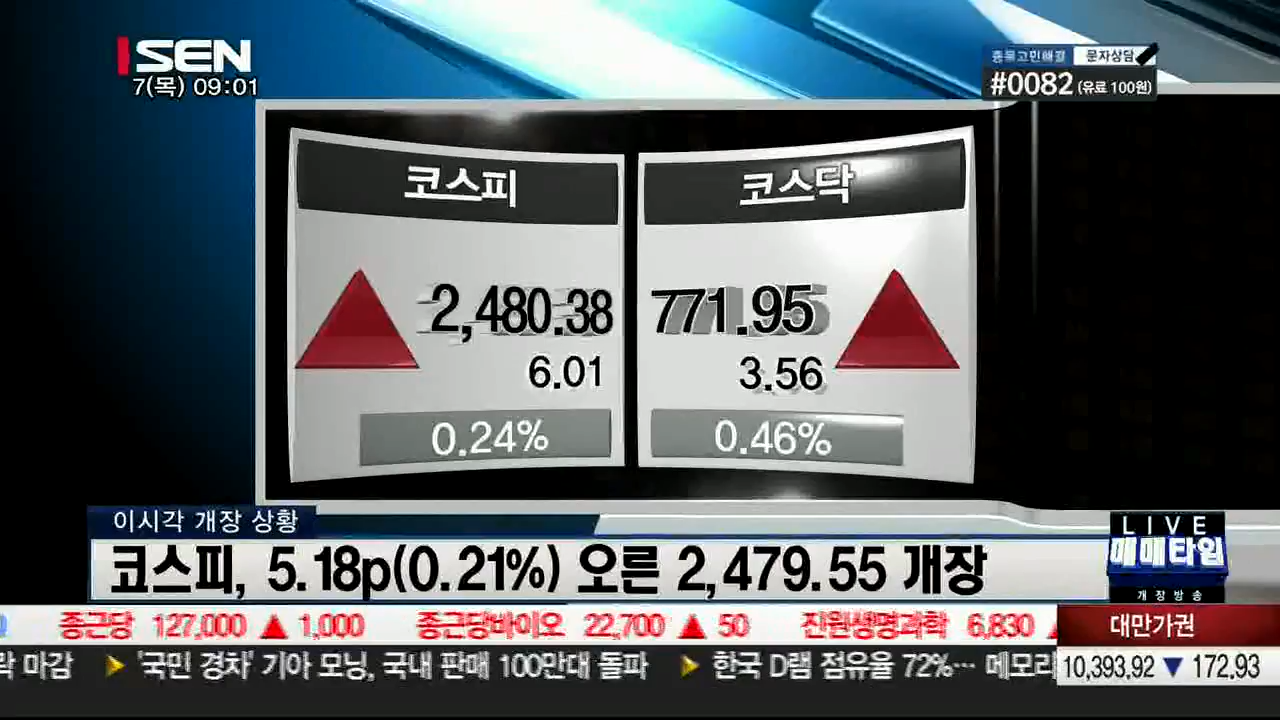 SEN
7(목) 09:01
종목고민해결 문자상담
#0082 (유료 100원)
코스피
2,480.38
6.01
0.24%
코스닥
771.95
3.56
0.46%
이시각 개장 상황
코스피, 5.18p(0.21%) 오른 2,479.55 개장
LIVE
매매타임
개장방송
종근당 127,000 ▲ 1,000 종근당바이오 22,700 ▲ 50 진원생명과학 6,830 ▲
대만가권
락 마감 ▶ '국민 경차' 기아 모닝, 국내 판매 100만대 돌파 ▶ 한국 D램 점유율 72%… 메모리
10,393.92 ▼ 172.93